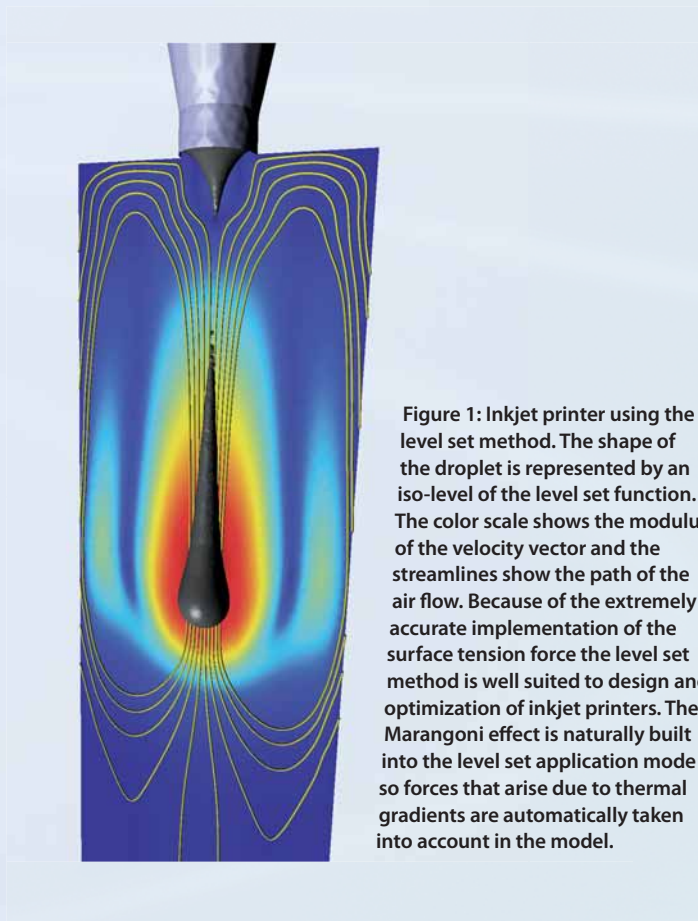 Figure 1: Inkjet printer using the
level set method. The shape of
the droplet is represented by an
iso-level of the level set function.
The color scale shows the
of the velocity vector and the
streamlines show the path of the
air flow. Because of the extremely
accurate implementation of the
surface tension force the level set
method is well suited to design
optimization of inkjet printers. The
Marangoni effect is naturally built
into the level set application mode
so forces that arise due to thermal
gradients are automatically taken
into account in the model.